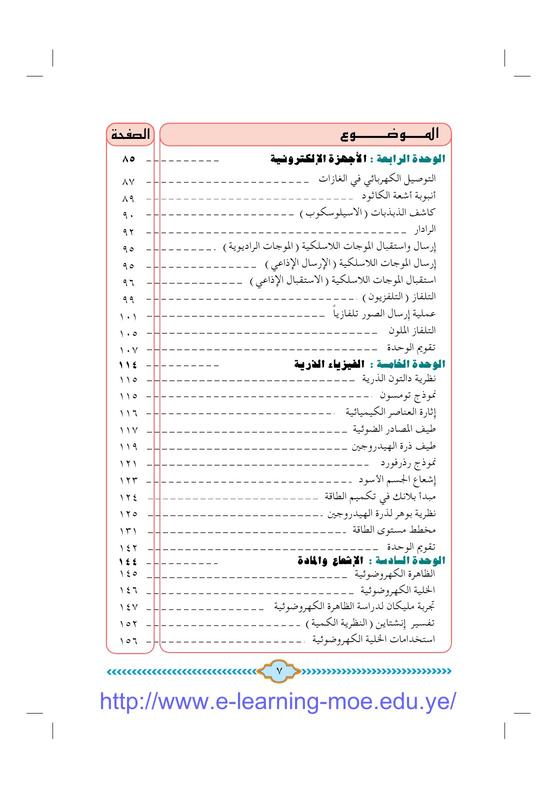 الموضوع الصفحة
الوحدة الرابعة : الأجهزة الإلكترونية ٨٥
التوصيل الكهربائي في الغازات ٨٧
أنبوبة أشعة الكاثود ٨٩
كاشف الذبذبات ( الاسيلوسكوب ) ٩٠
الرادار ٩٢
إرسال واستقبال الموجات اللاسلكية ( الموجات الراديوية ) ٩٥
إرسال الموجات اللاسلكية ( الإرسال الإذاعي ) ٩٥
استقبال الموجات اللاسلكية ( الاستقبال الإذاعي ) ٩٦
التلفاز ( التلفزيون ) ٩٩
عملية إرسال الصور تلفازياً ١٠١
التلفاز الملون ١٠٥
تقويم الوحدة ١٠٧
الوحدة الخامسة : الفيزياء الذرية ١١٤
نظرية دالتون الذرية ١١٥
نموذج تومسون ١١٥
إثارة العناصر الكيميائية ١١٦
طيف المصادر الضوئية ١١٧
طيف ذرة الهيدروجين ١١٩
نموذج رذرفورد ١٢١
إشعاع الجسم الاسود ١٢٣
مبدأ بلانك في تكميم الطاقة ١٢٤
نظرية بوهر لذرة الهيدروجين ١٢٥
مخطط مستوى الطاقة ١٣١
تقويم الوحدة ١٤٢
الوحدة السادسة : الإشعاع والمادة ١٤٤
الظاهرة الكهروضوئية ١٤٥
الخلية الكهروضوئية ١٤٦
تجربة مليكان لدراسة الظاهرة الكهروضوئية ١٤٧
تفسير إنشتاين ( النظرية الكمية ) ١٥٢
استخدامات الخلية الكهروضوئية ١٥٦
٧
http://www.e-learning-moe.edu.ye/